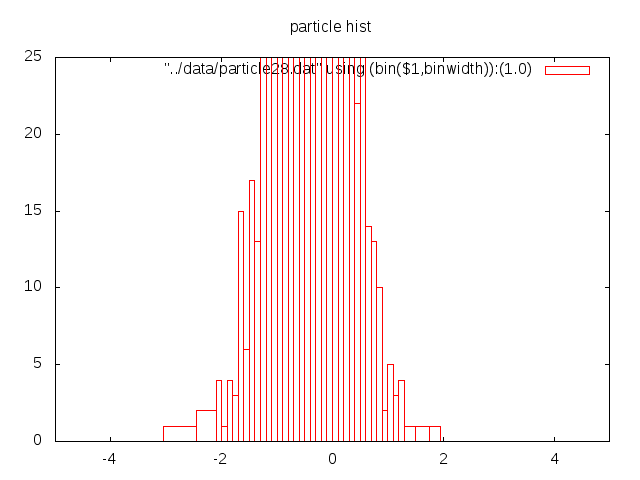 particle hist
25
"../data/particle28.dat" using (bin($1,binwidth)):(1.0)
20
15
10
5
0
-4 -2 0 2 4